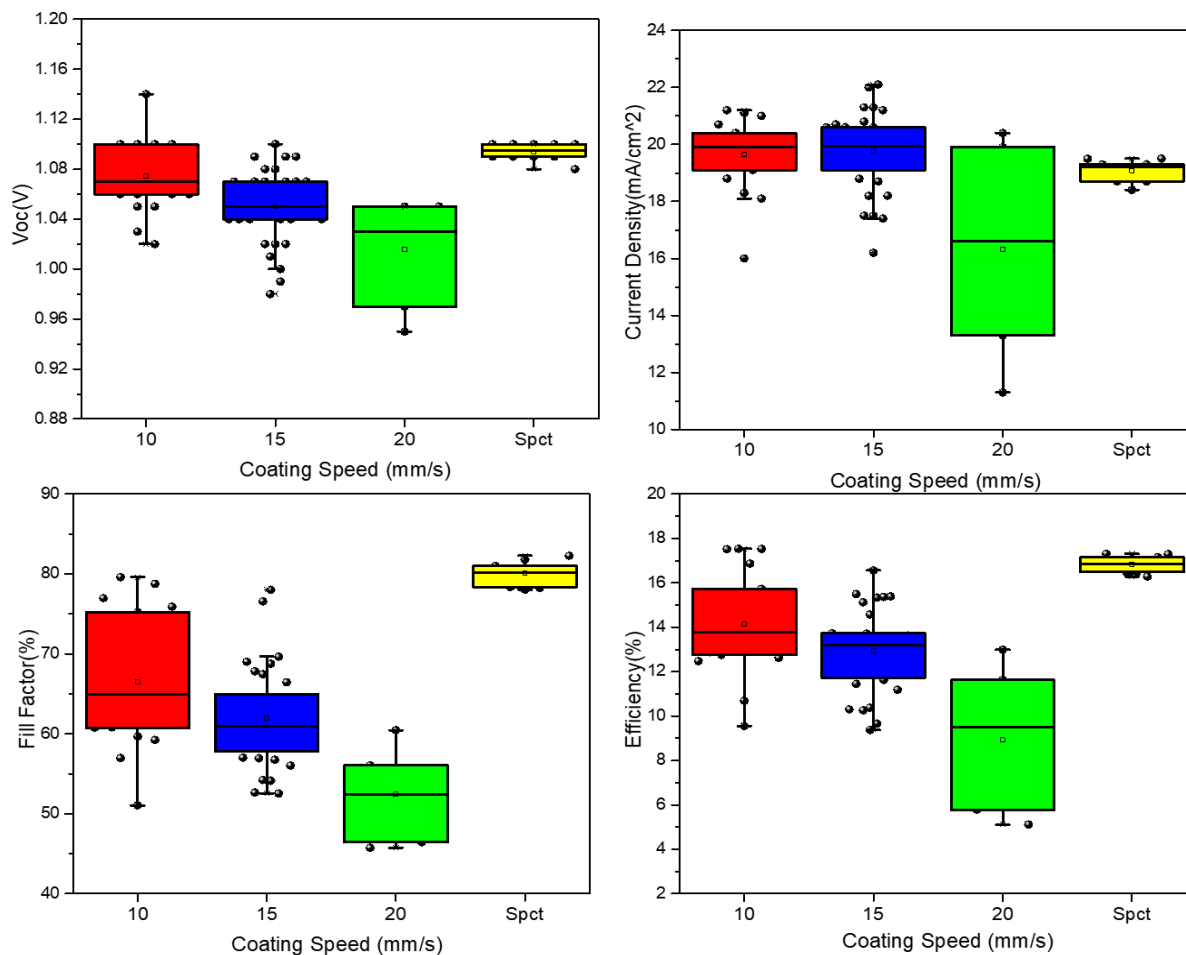 1.20
1.16
1.12
1.08
1.04
1.00
0.96
0.92
0.88
Voc(V)
10 15 20 Spct
Coating Speed (mm/s)
24
22
20
18
16
14
12
10
Current Density(mA/cm^2)
10 15 20 Spct
Coating Speed (mm/s)
90
80
70
60
50
40
Fill Factor(%)
10 15 20 Spct
Coating Speed (mm/s)
20
18
16
14
12
10
8
6
4
2
Efficiency(%)
10 15 20 Spct
Coating Speed (mm/s)